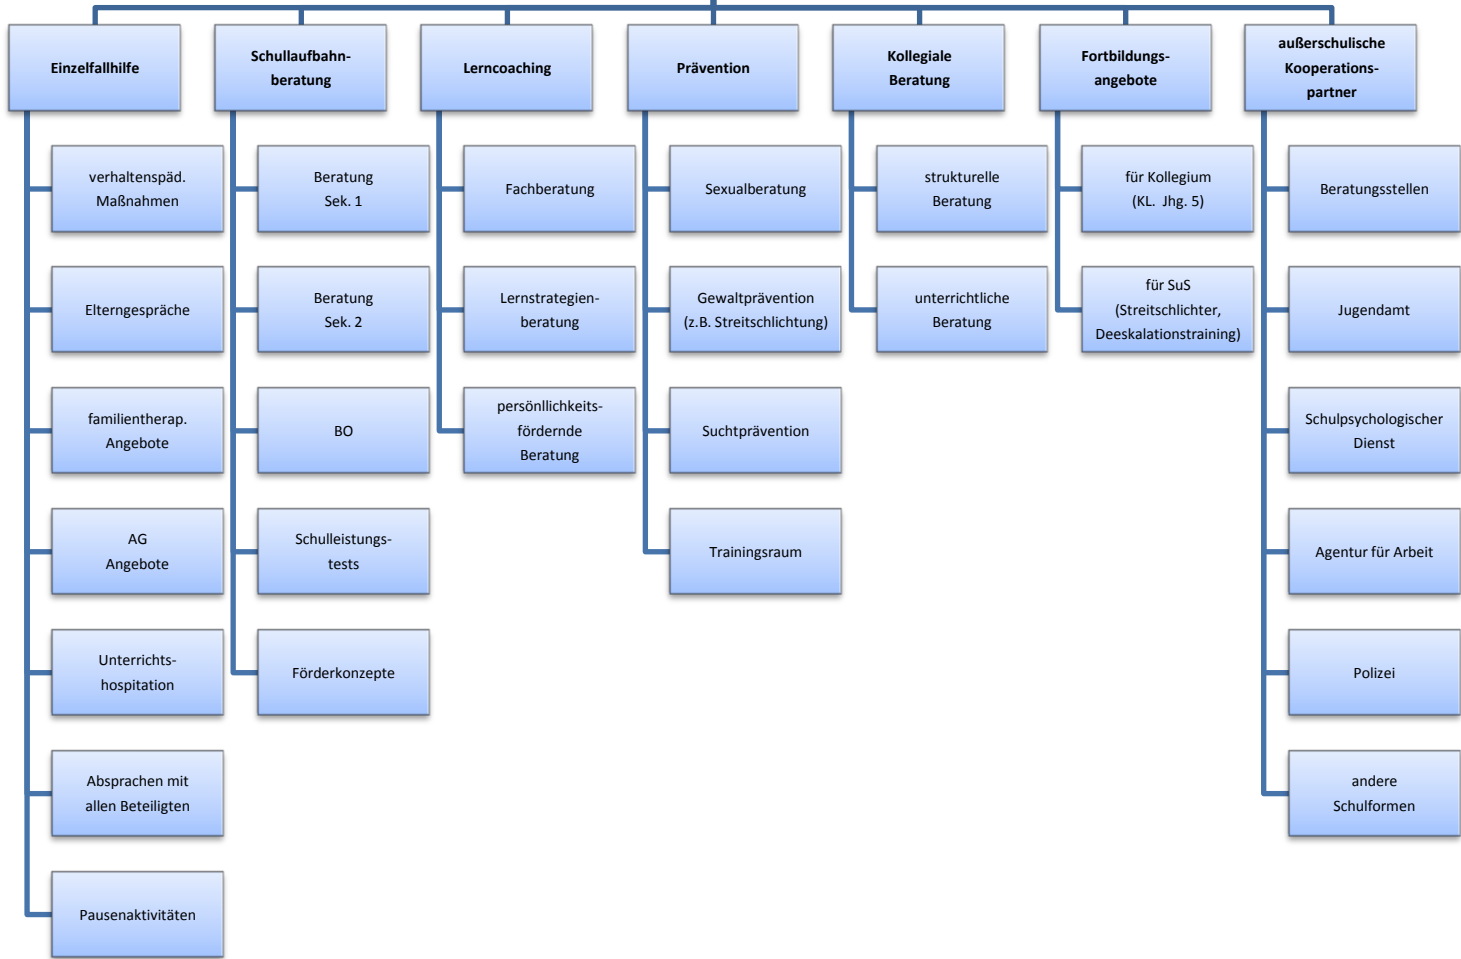 Einzelfallhilfe
Schullaufbahn-
beratung
Lerncoaching
Prävention
Kollegiale
Beratung
Fortbildungs-
angebote
außerschulische
Kooperations-
partner
verhaltenspäd.
Maßnahmen
Elterngespräche
familientherap.
Angebote
AG
Angebote
Unterrichts-
hospitation
Absprachen mit
allen Beteiligten
Pausenaktivitäten
Beratung
Sek. 1
Beratung
Sek. 2
BO
Schulleistungs-
tests
Förderkonzepte
Fachberatung
Lernstrategien-
beratung
persönllichkeits-
fördernde
Beratung
Sexualberatung
Gewaltprävention
(z.B. Streitschlichtung)
Suchtprävention
Trainingsraum
strukturelle
Beratung
unterrichtliche
Beratung
für Kollegium
(KL. Jhg. 5)
für SuS
(Streitschlichter,
Deeskalationstraining)
Beratungsstellen
Jugendamt
Schulpsychologischer
Dienst
Agentur für Arbeit
Polizei
andere
Schulformen